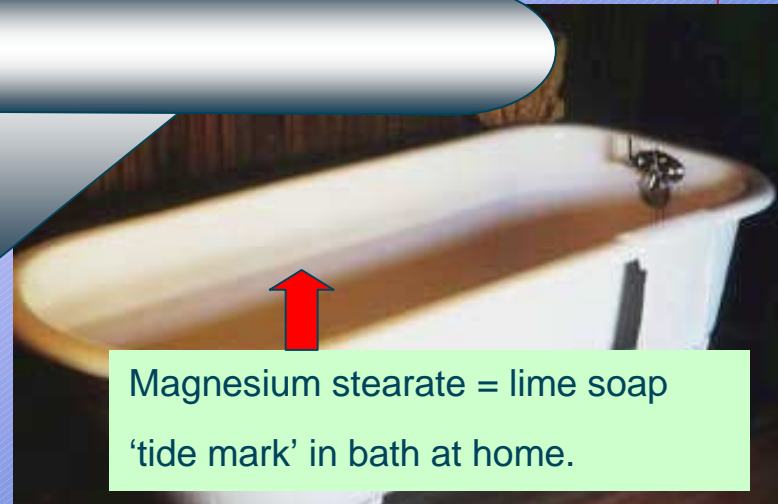 Magnesium stearate = lime soap
‘tide mark’ in bath at home.